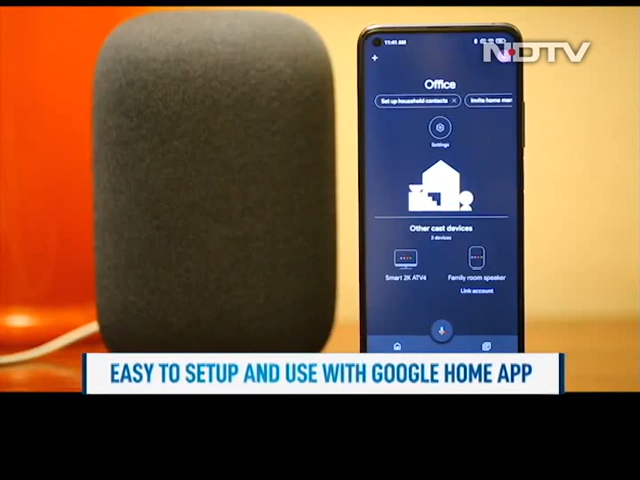 NDTV
11:41 AM
Office
Set up household contacts
Invite home mem
Settings
Other cast devices
2 devices
Smart 2K ATV4
Family room speaker
Link account
EASY TO SETUP AND USE WITH GOOGLE HOME APP